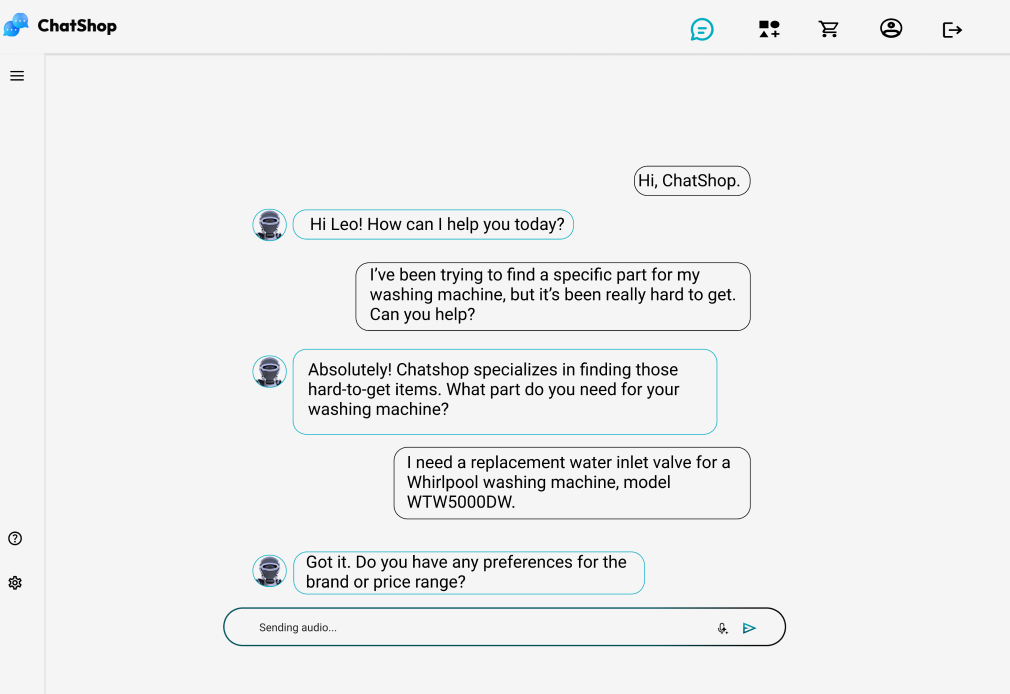 ChatShop
Hi, ChatShop.
Hi Leo! How can I help you today?
I’ve been trying to find a specific part for my
washing machine, but it’s been really hard to get.
Can you help?
Absolutely! Chatshop specializes in finding those
hard-to-get items. What part do you need for your
washing machine?
I need a replacement water inlet valve for a
Whirlpool washing machine, model
WTW5000DW.
Got it. Do you have any preferences for the
brand or price range?
Sending audio...